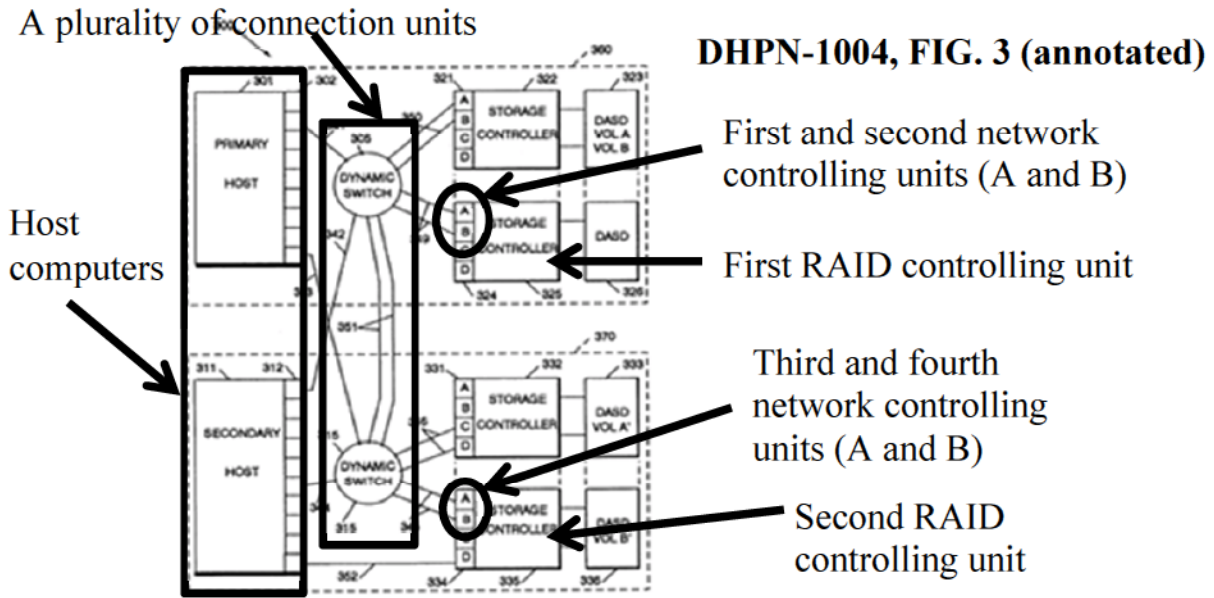 A plurality of connection units
DHPN-1004, FIG. 3 (annotated)
Host
computers
First and second network
controlling units (A and B)
First RAID controlling unit
Third and fourth
network controlling
units (A and B)
Second RAID
controlling unit
360
301
302
PRIMARY
HOST
305
DYNAMIC
SWITCH
342
351
321
322
323
A
B
C
D
STORAGE
CONTROLLER
DASD
VOL A
VOL B
A
B
D
STORAGE
CONTROLLER
DASD
324
325
326
370
311
312
SECONDARY
HOST
DYNAMIC
SWITCH
315
331
332
333
A
B
C
D
STORAGE
CONTROLLER
DASD
VOL A'
A
B
D
STORAGE
CONTROLLER
DASD
VOL B'
352
334
335
336